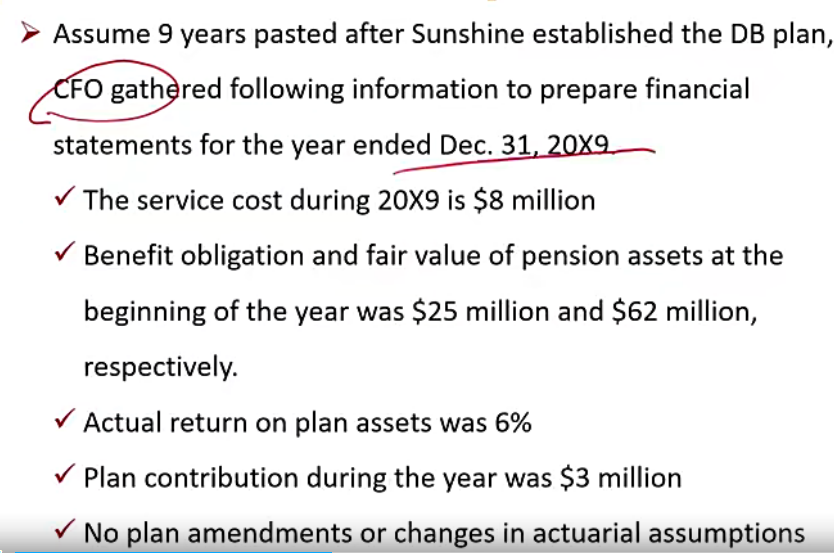 ➢ Assume 9 years pasted after Sunshine established the DB plan,
CFO gathered following information to prepare financial
statements for the year ended Dec. 31, 20X9.
✓ The service cost during 20X9 is $8 million
✓ Benefit obligation and fair value of pension assets at the
beginning of the year was $25 million and $62 million,
respectively.
✓ Actual return on plan assets was 6%
✓ Plan contribution during the year was $3 million
✓ No plan amendments or changes in actuarial assumptions